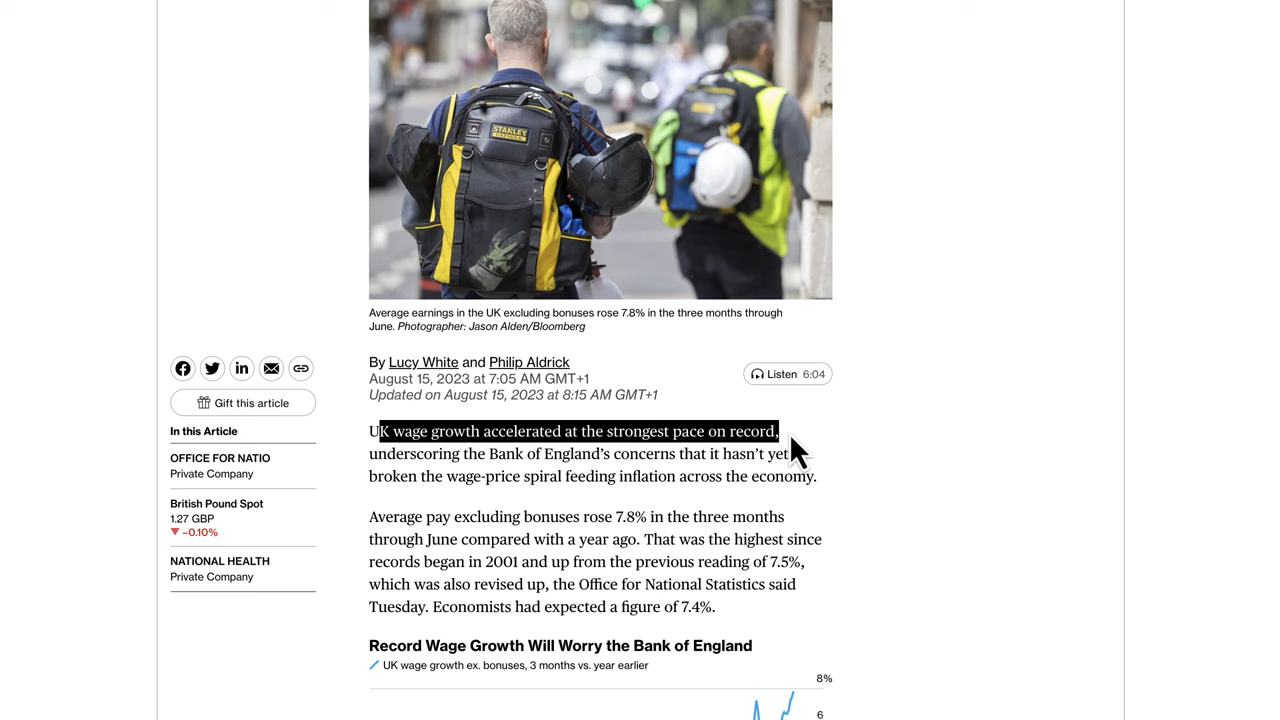 STANLEY
FATMAX
Average earnings in the UK excluding bonuses rose 7.8% in the three months through
June. Photographer: Jason Alden/Bloomberg
By Lucy White and Philip Aldrick
August 15, 2023 at 7:05 AM GMT+1
Updated on August 15, 2023 at 8:15 AM GMT+1
Listen 6:04
Gift this article
In this Article
OFFICE FOR NATIO
Private Company
British Pound Spot
1.27 GBP
▼ –0.10%
NATIONAL HEALTH
Private Company
UK wage growth accelerated at the strongest pace on record,
underscoring the Bank of England’s concerns that it hasn’t yet
broken the wage-price spiral feeding inflation across the economy.
Average pay excluding bonuses rose 7.8% in the three months
through June compared with a year ago. That was the highest since
records began in 2001 and up from the previous reading of 7.5%,
which was also revised up, the Office for National Statistics said
Tuesday. Economists had expected a figure of 7.4%.
Record Wage Growth Will Worry the Bank of England
UK wage growth ex. bonuses, 3 months vs. year earlier
8%
6